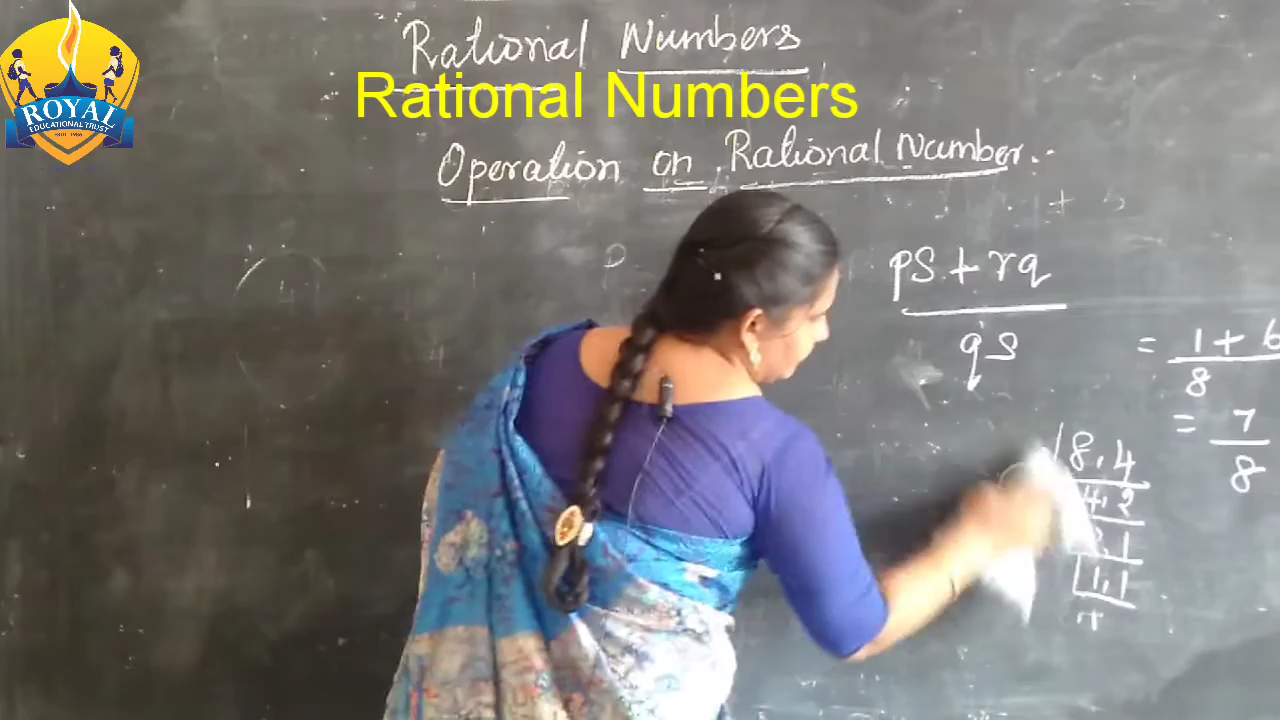 Rational Numbers
Rational Numbers
ROYAL
EDUCATIONAL TRUST
Operation on Rational Number.
ps + rq
qs
= 1 + 6
8
= 7
8
8, 4
4, 2
, 1
1, 1